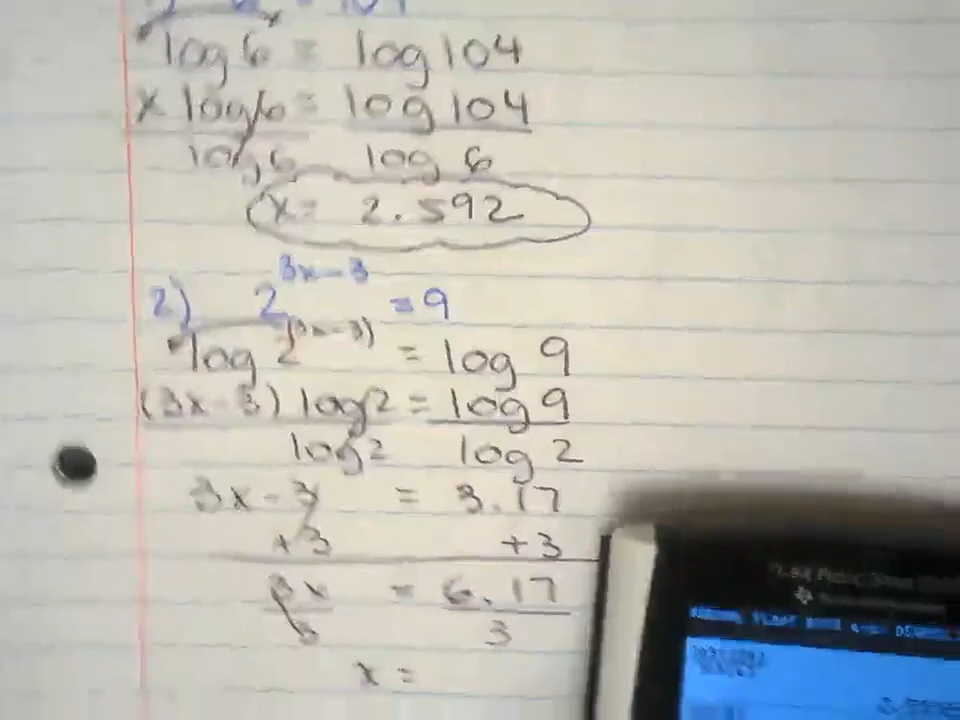 = 104
log 6 = log 104
x log 6 = log 104
log 6 log 6
x = 2.592
2) 2^{3x-3} = 9
log 2^{(3x-3)} = log 9
(3x-3) log 2 = log 9
log 2 log 2
3x - 3 = 3.17
+3 +3
3x = 6.17
3 3
x =